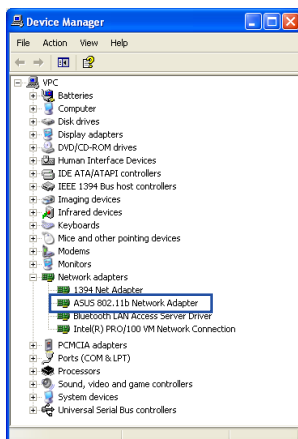 Device Manager
File Action View Help
VPC
Batteries
Computer
Disk drives
Display adapters
DVD/CD-ROM drives
Human Interface Devices
IDE ATA/ATAPI controllers
IEEE 1394 Bus host controllers
Imaging devices
Infrared devices
Keyboards
Mice and other pointing devices
Modems
Monitors
Network adapters
1394 Net Adapter
ASUS 802.11b Network Adapter
Bluetooth LAN Access Server Driver
Intel(R) PRO/100 VM Network Connection
PCMCIA adapters
Ports (COM & LPT)
Processors
Sound, video and game controllers
System devices
Universal Serial Bus controllers